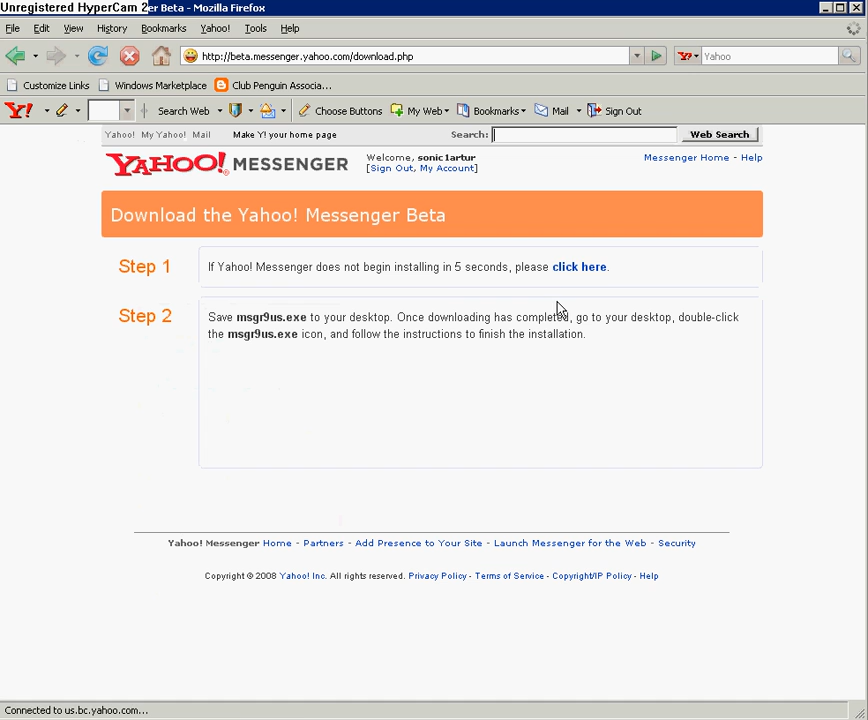 Unregistered HyperCam 2er Beta - Mozilla Firefox
File Edit View History Bookmarks Yahoo! Tools Help
http://beta.messenger.yahoo.com/download.php Y! Yahoo
Customize Links Windows Marketplace Club Penguin Associa...
Y! Search Web Choose Buttons My Web Bookmarks Mail Sign Out
Yahoo! My Yahoo! Mail Make Y! your home page Search: Web Search
YAHOO! MESSENGER Welcome, sonic1artur Messenger Home - Help
[Sign Out, My Account]
Download the Yahoo! Messenger Beta
Step 1 If Yahoo! Messenger does not begin installing in 5 seconds, please click here.
Step 2 Save msgr9us.exe to your desktop. Once downloading has completed, go to your desktop, double-click
the msgr9us.exe icon, and follow the instructions to finish the installation.
Yahoo! Messenger Home - Partners - Add Presence to Your Site - Launch Messenger for the Web - Security
Copyright © 2008 Yahoo! Inc. All rights reserved. Privacy Policy - Terms of Service - Copyright/IP Policy - Help
Connected to us.bc.yahoo.com...